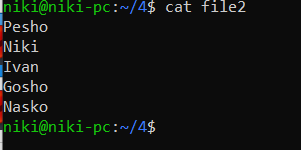 niki@niki-pc:~/4$ cat file2
Pesho
Niki
Ivan
Gosho
Nasko
niki@niki-pc:~/4$